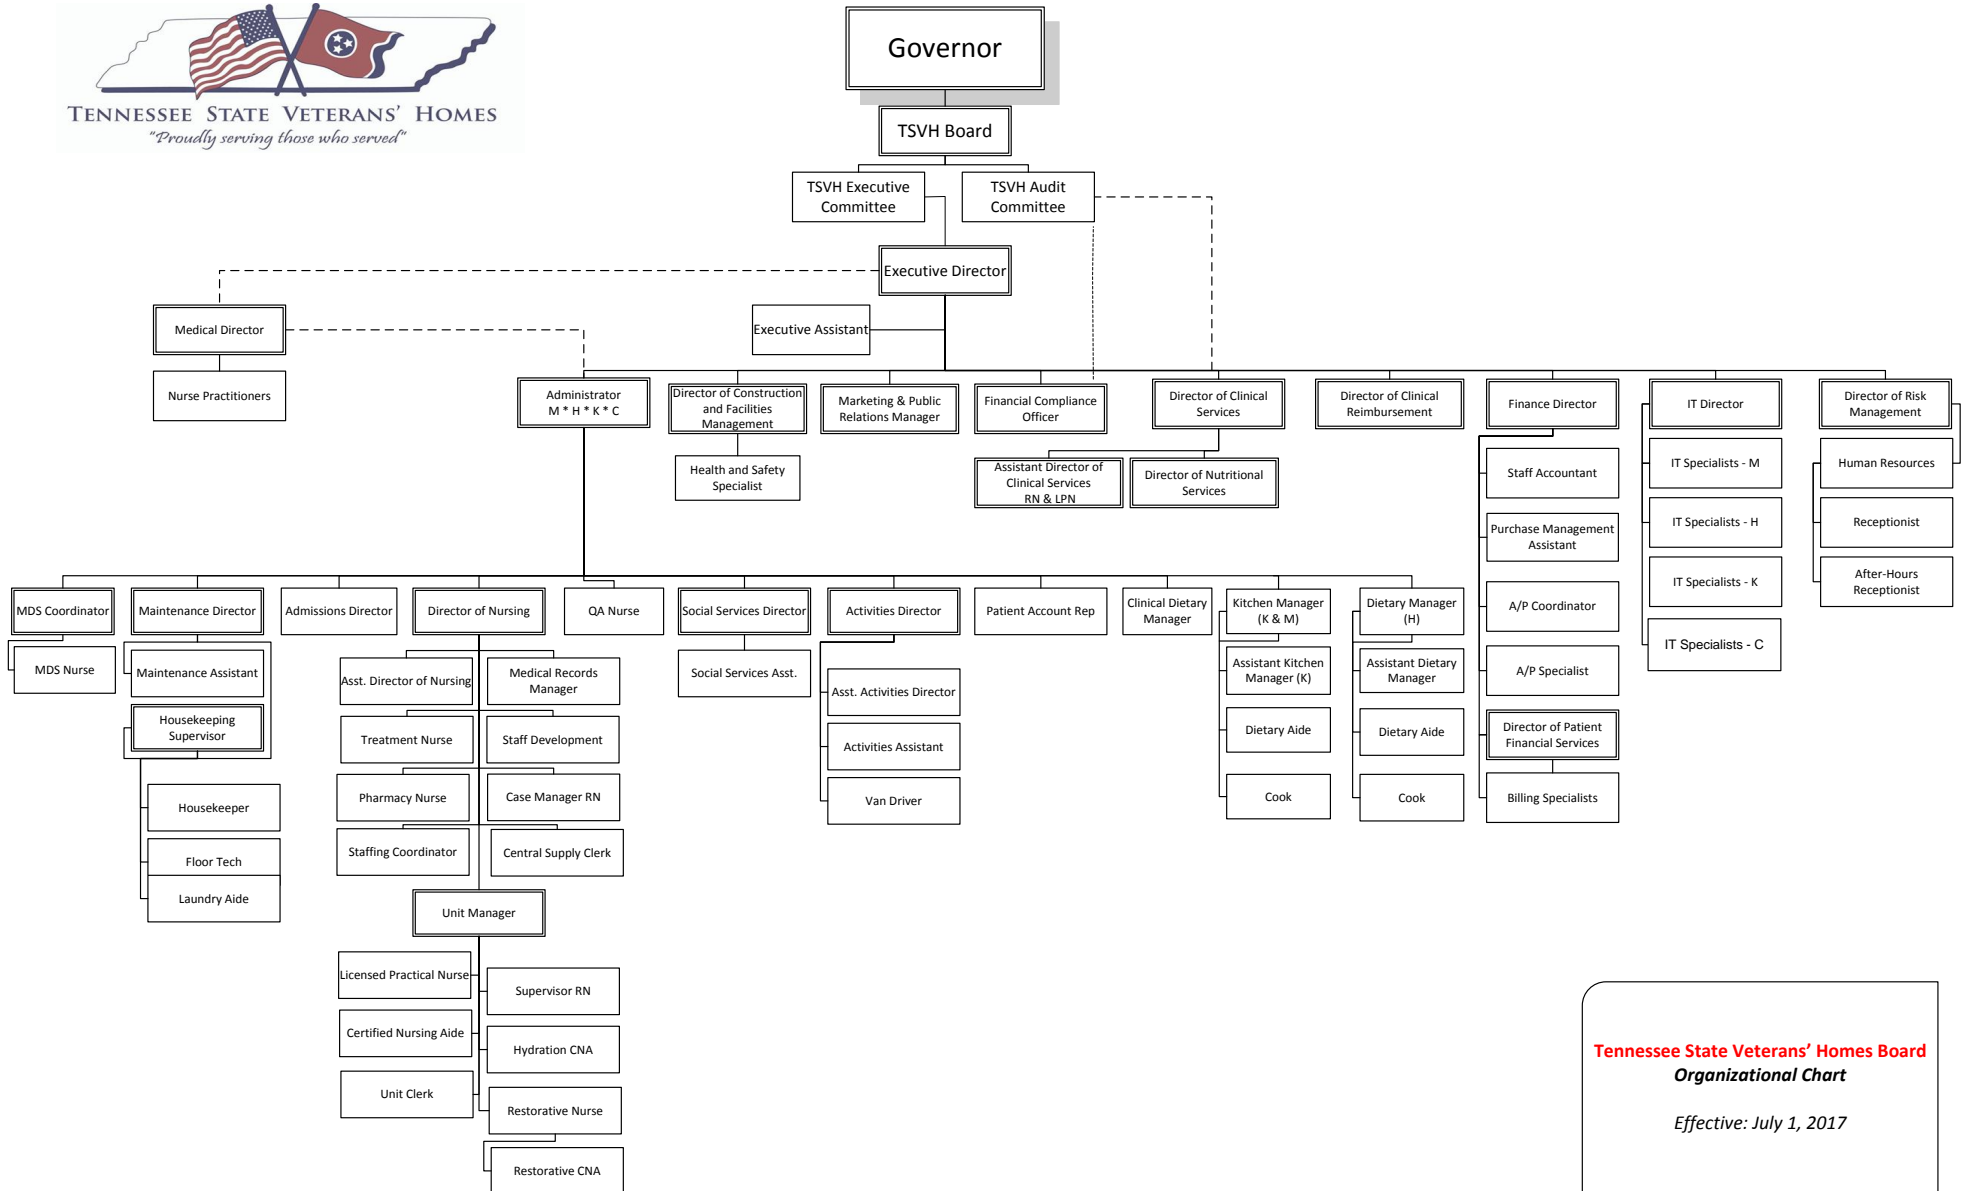 TENNESSEE STATE VETERANS' HOMES
"Proudly serving those who served"
Governor
TSVH Board
TSVH Executive
Committee
TSVH Audit
Committee
Executive Director
Medical Director
Executive Assistant
Nurse Practitioners
Administrator
M * H * K * C
Director of Construction
and Facilities
Management
Marketing & Public
Relations Manager
Financial Compliance
Officer
Director of Clinical
Services
Director of Clinical
Reimbursement
Finance Director
IT Director
Director of Risk
Management
Health and Safety
Specialist
Assistant Director of
Clinical Services
RN & LPN
Director of Nutritional
Services
Staff Accountant
Purchase Management
Assistant
A/P Coordinator
A/P Specialist
Director of Patient
Financial Services
Billing Specialists
IT Specialists - M
IT Specialists - H
IT Specialists - K
IT Specialists - C
Human Resources
Receptionist
After-Hours
Receptionist
MDS Coordinator
Maintenance Director
Admissions Director
Director of Nursing
QA Nurse
Social Services Director
Activities Director
Patient Account Rep
Clinical Dietary
Manager
Kitchen Manager
(K & M)
Dietary Manager
(H)
MDS Nurse
Maintenance Assistant
Housekeeping
Supervisor
Housekeeper
Floor Tech
Laundry Aide
Asst. Director of Nursing
Medical Records
Manager
Treatment Nurse
Staff Development
Pharmacy Nurse
Case Manager RN
Staffing Coordinator
Central Supply Clerk
Unit Manager
Licensed Practical Nurse
Supervisor RN
Certified Nursing Aide
Hydration CNA
Unit Clerk
Restorative Nurse
Restorative CNA
Social Services Asst.
Asst. Activities Director
Activities Assistant
Van Driver
Assistant Kitchen
Manager (K)
Dietary Aide
Cook
Assistant Dietary
Manager
Dietary Aide
Cook
Tennessee State Veterans' Homes Board
Organizational Chart
Effective: July 1, 2017